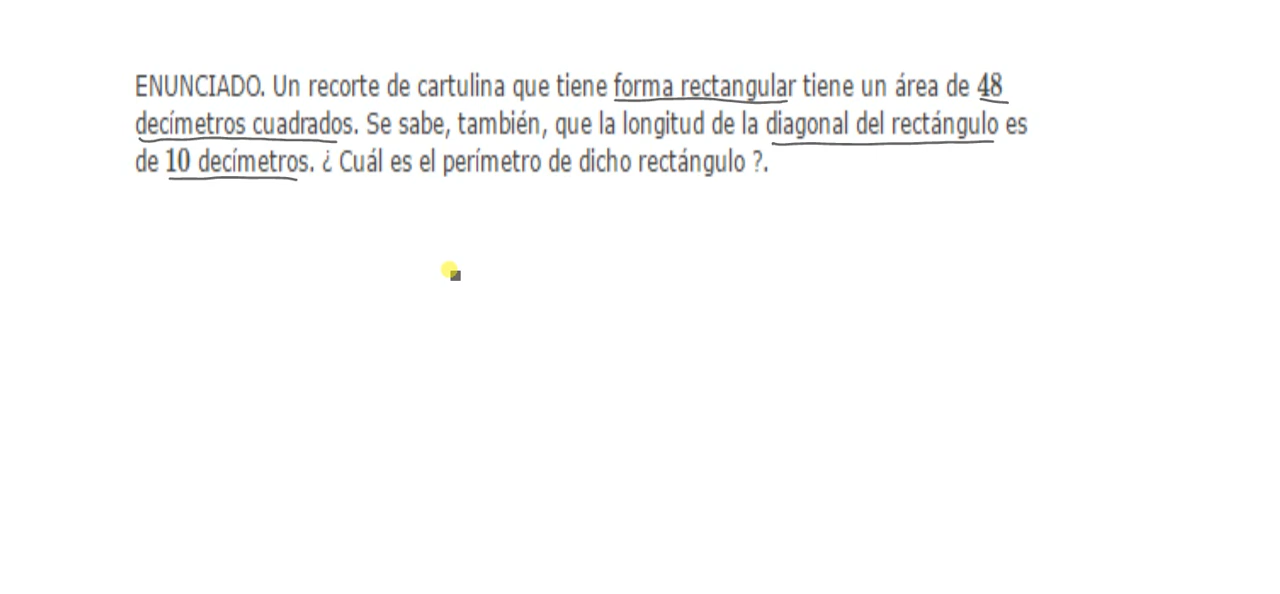 ENUNCIADO. Un recorte de cartulina que tiene forma rectangular tiene un área de 48
decímetros cuadrados. Se sabe, también, que la longitud de la diagonal del rectángulo es
de 10 decímetros. ¿ Cuál es el perímetro de dicho rectángulo ?.